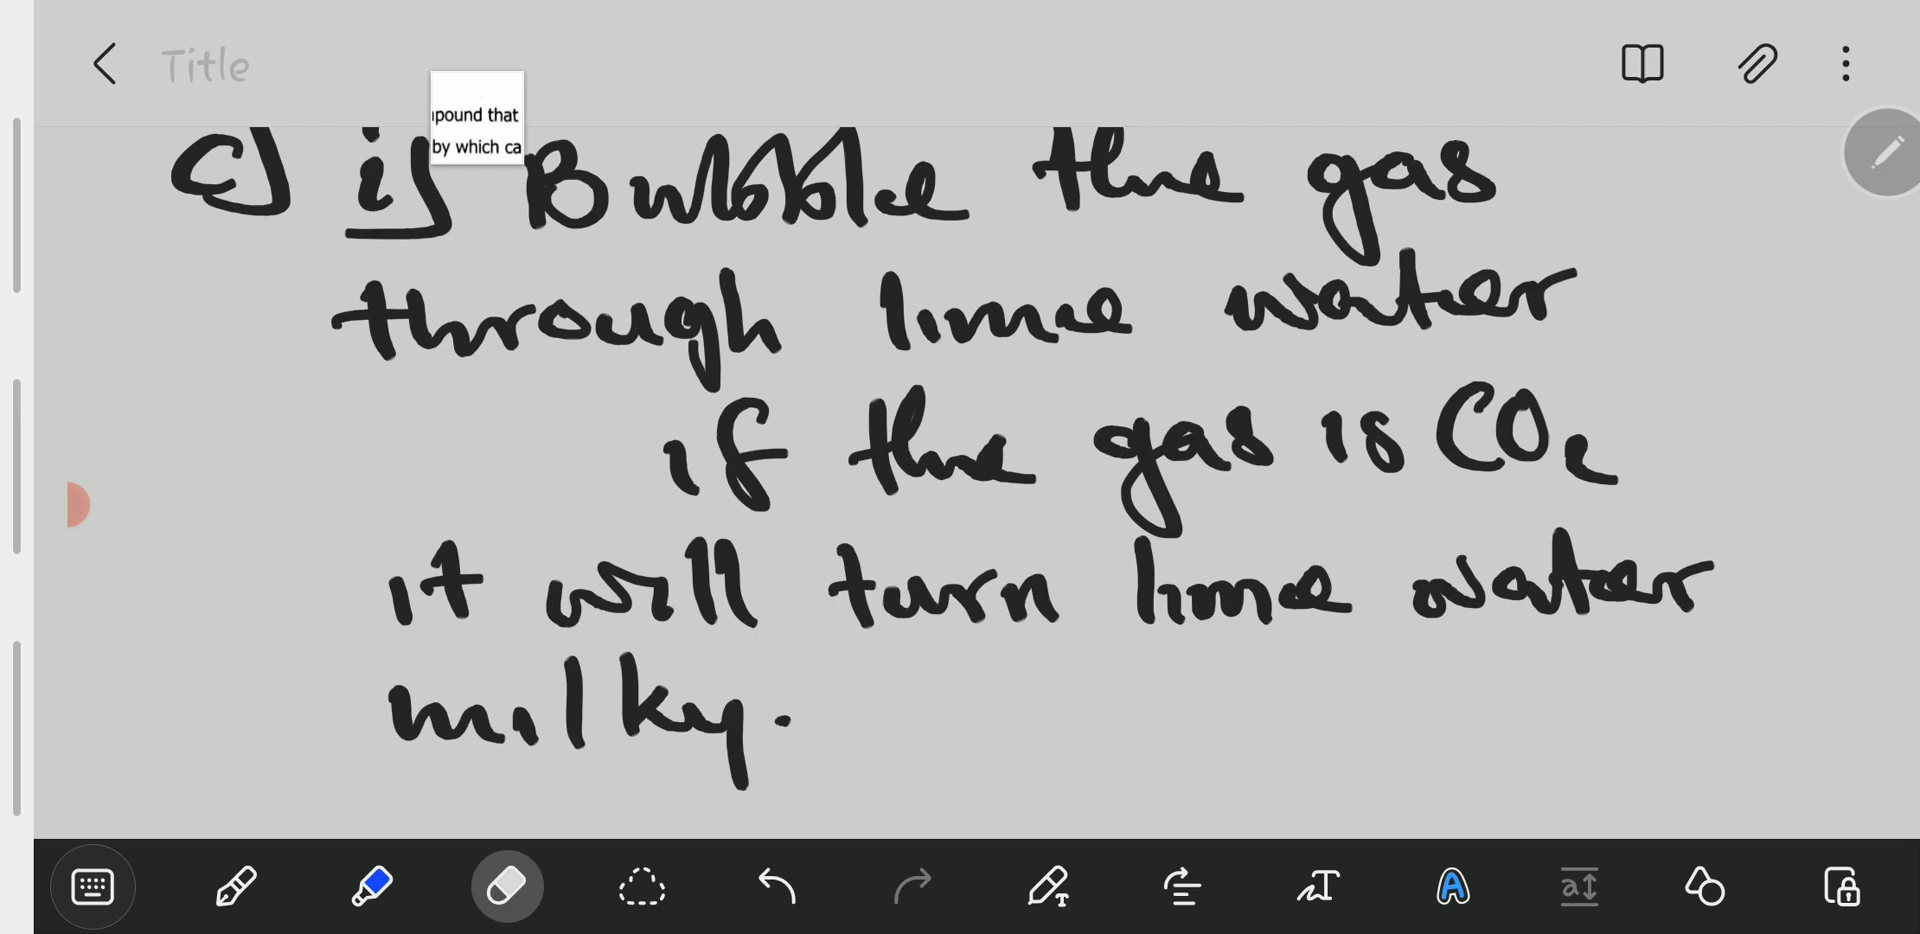 Title
pound that
by which ca
c) i) Bubble the gas
through lime water
if the gas is CO2
it will turn lime water
milky.